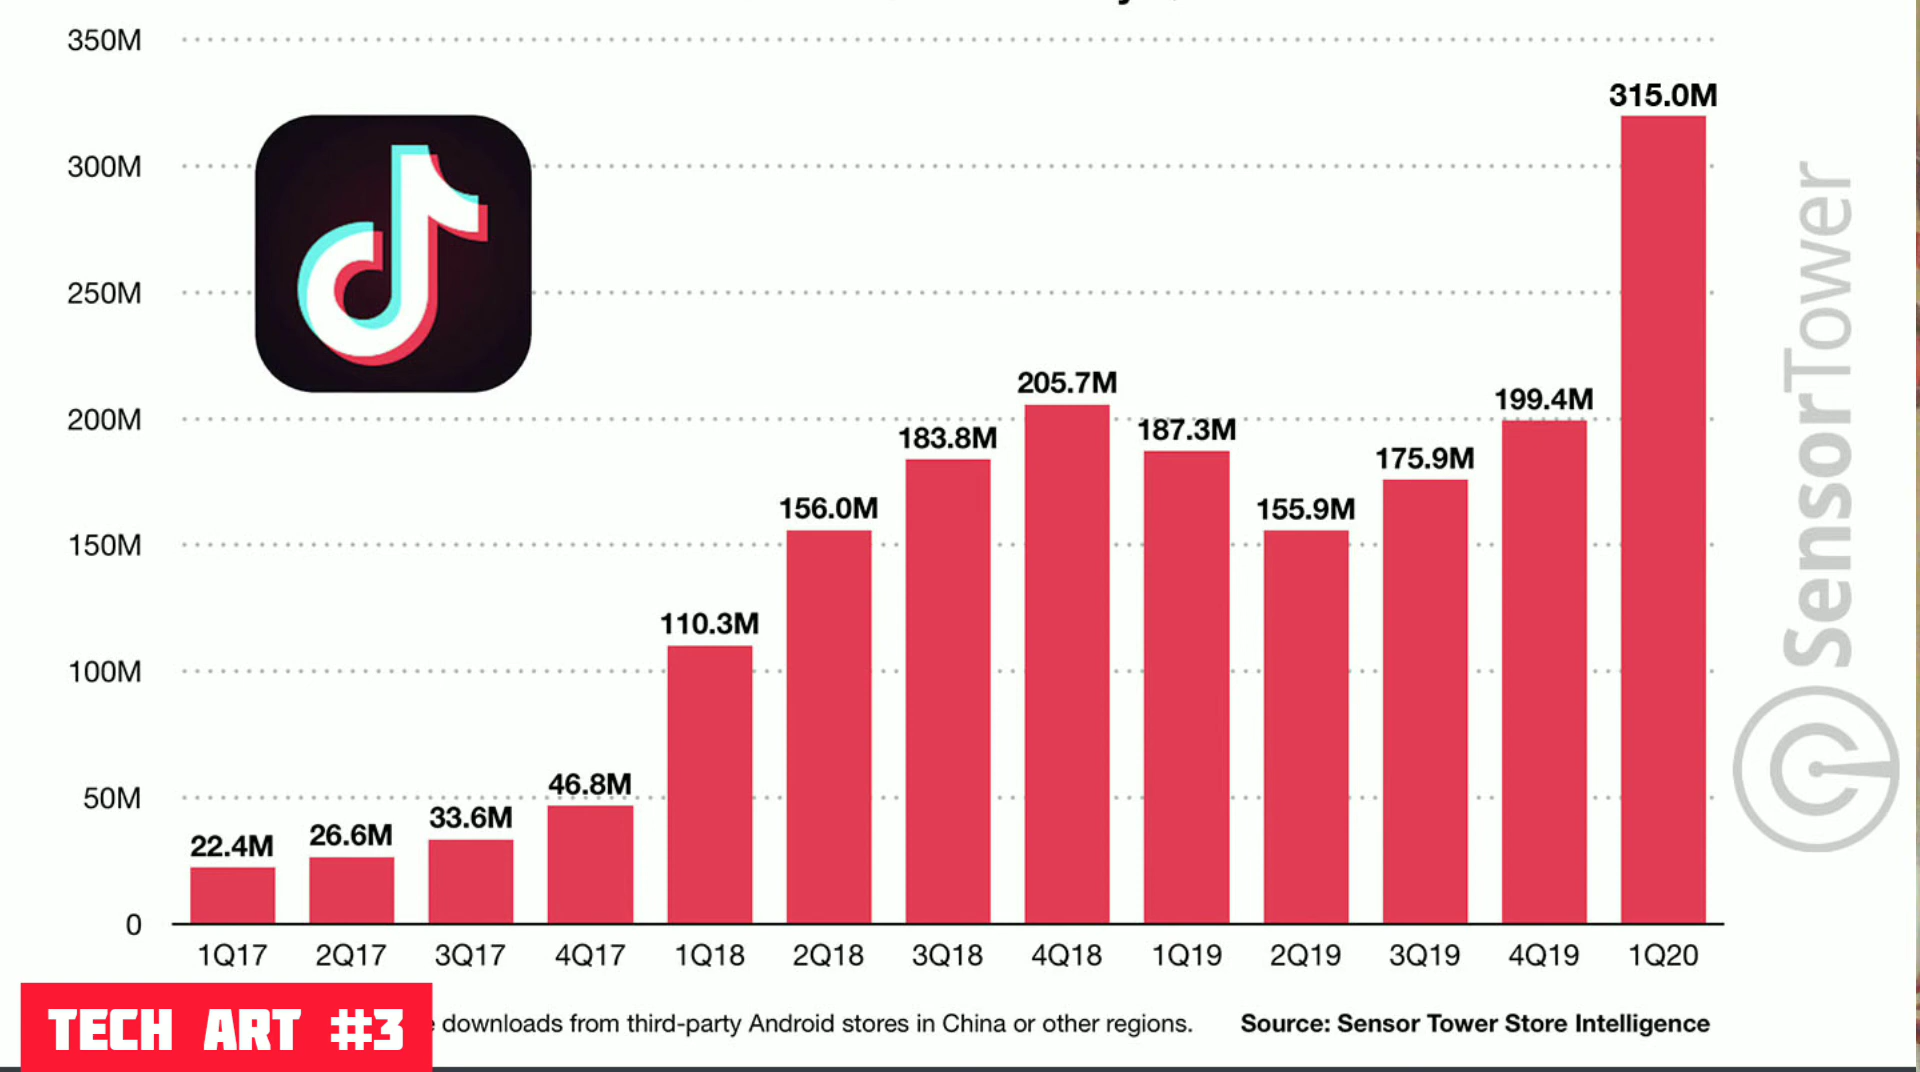 350M
300M
250M
200M
150M
100M
50M
0
22.4M
26.6M
33.6M
46.8M
110.3M
156.0M
183.8M
205.7M
187.3M
155.9M
175.9M
199.4M
315.0M
1Q17 2Q17 3Q17 4Q17 1Q18 2Q18 3Q18 4Q18 1Q19 2Q19 3Q19 4Q19 1Q20
SensorTower
TECH ART #3
downloads from third-party Android stores in China or other regions.
Source: Sensor Tower Store Intelligence